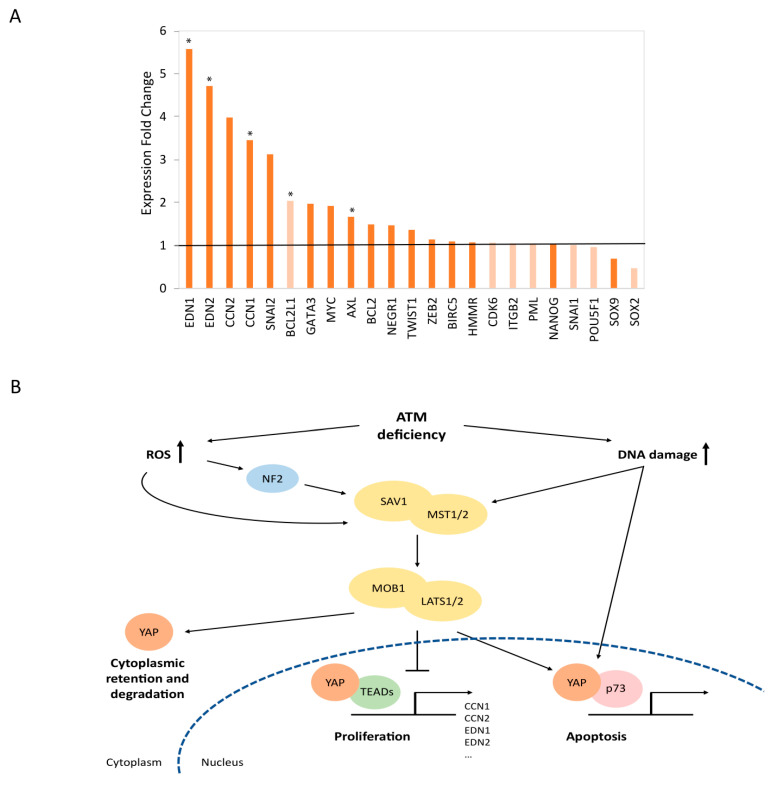 A
Expression Fold Change
6
5
4
3
2
1
0
*
*
*
*
*
EDN1
EDN2
CCN2
CCN1
SNAI2
BCL2L1
GATA3
MYC
AXL
BCL2
NEGR1
TWIST1
ZEB2
BIRC5
HMMR
CDK6
ITGB2
PML
NANOG
SNAI1
POU5F1
SOX9
SOX2
B
ATM
deficiency
ROS
DNA damage
NF2
SAV1
MST1/2
MOB1
LATS1/2
YAP
Cytoplasmic
retention and
degradation
YAP
TEADs
CCN1
CCN2
EDN1
EDN2
...
Proliferation
YAP
p73
Apoptosis
Cytoplasm
Nucleus